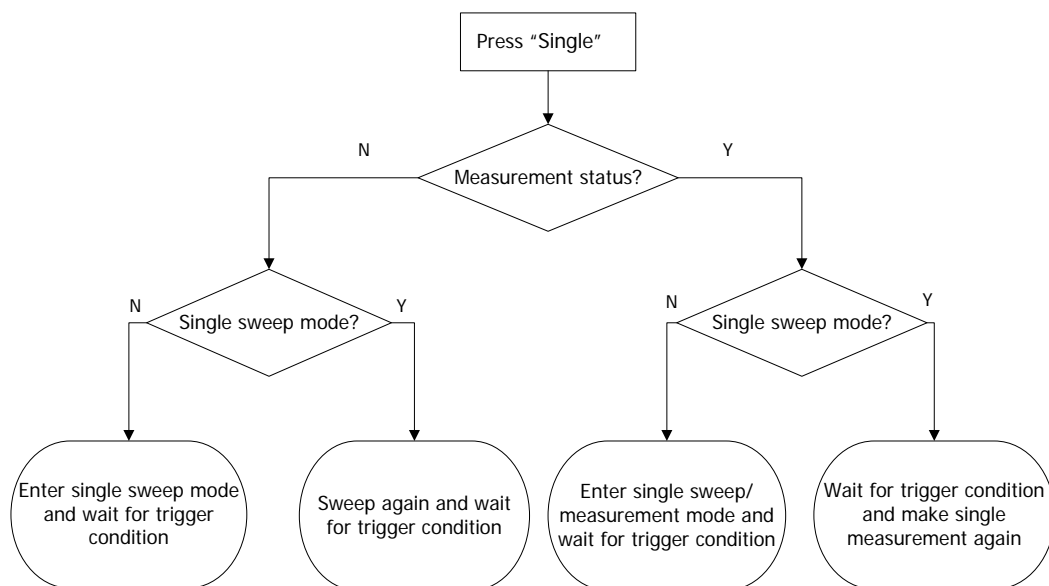 Press “Single”
N
Y
Measurement status?
N
Y
N
Y
Single sweep mode?
Single sweep mode?
Enter single sweep mode
and wait for trigger
condition
Sweep again and wait
for trigger condition
Enter single sweep/
measurement mode and
wait for trigger condition
Wait for trigger condition
and make single
measurement again